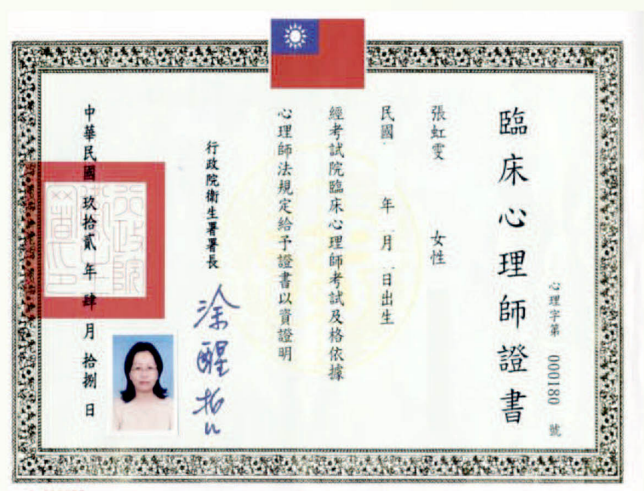 臨床心理師證書
心理字第 000180 號
張虹雯 女性
民國 年 月 日出生
經考試院臨床心理師考試及格依據
心理師法規定給予證書以資證明
行政院衛生署署長
涂醒哲
中華民國 玖拾貳 年 肆 月 拾捌 日